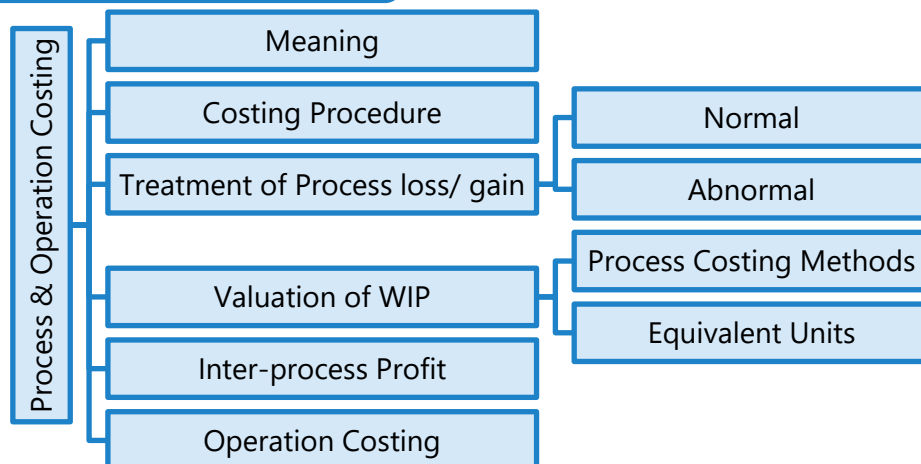 Process & Operation Costing
Meaning
Costing Procedure
Treatment of Process loss/ gain
Normal
Abnormal
Valuation of WIP
Process Costing Methods
Equivalent Units
Inter-process Profit
Operation Costing